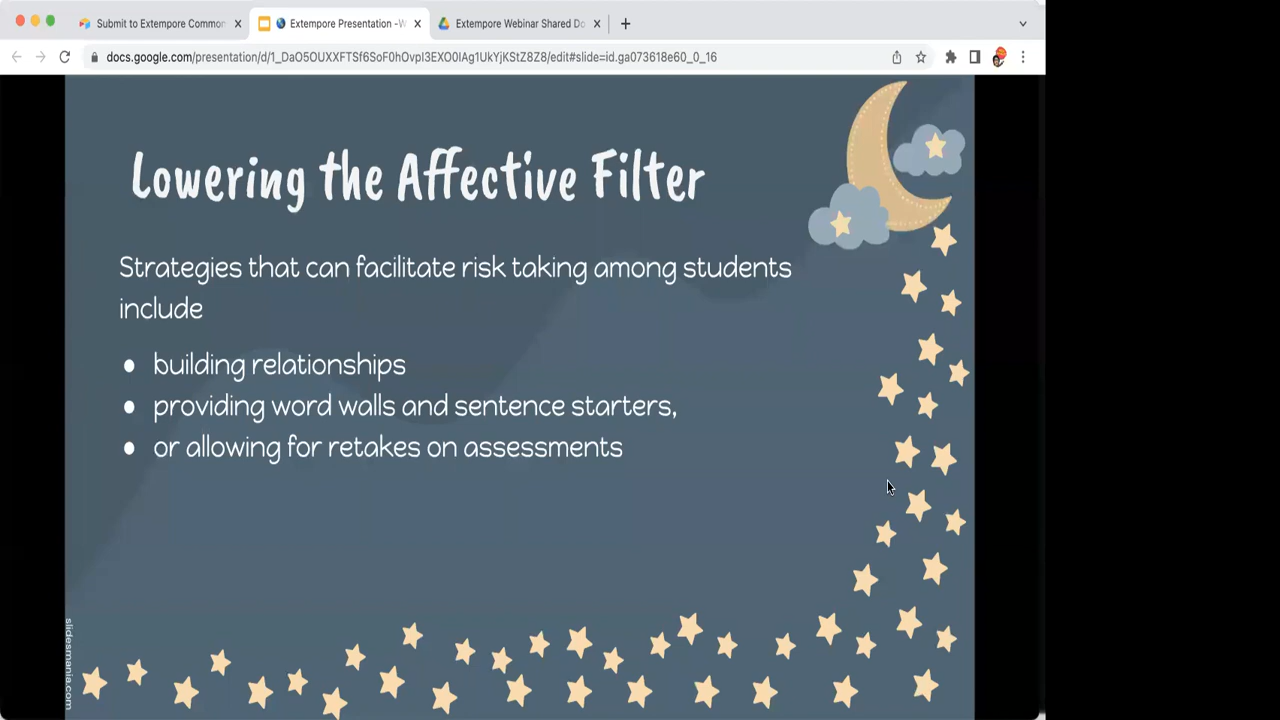 Submit to Extempore Common
Extempore Presentation - W
Extempore Webinar Shared Do
docs.google.com/presentation/d/1_DaO5OUXXFTSf6SoF0hOvpI3EXO0IAg1UkYjKStZ8Z8/edit#slide=id.ga073618e60_0_16
Lowering the Affective Filter
Strategies that can facilitate risk taking among students
include
● building relationships
● providing word walls and sentence starters,
● or allowing for retakes on assessments
slidesmania.com